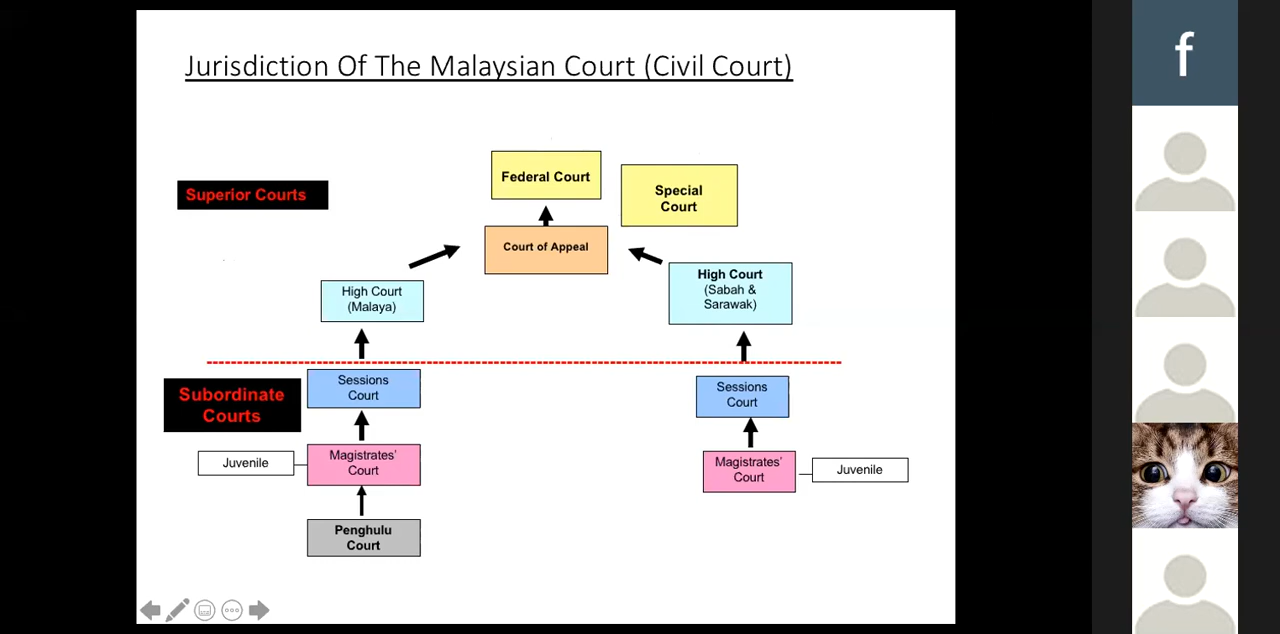 Jurisdiction Of The Malaysian Court (Civil Court)
Superior Courts
Federal Court
Special
Court
Court of Appeal
High Court
(Malaya)
High Court
(Sabah &
Sarawak)
Subordinate
Courts
Sessions
Court
Sessions
Court
Juvenile
Magistrates'
Court
Magistrates'
Court
Juvenile
Penghulu
Court
f